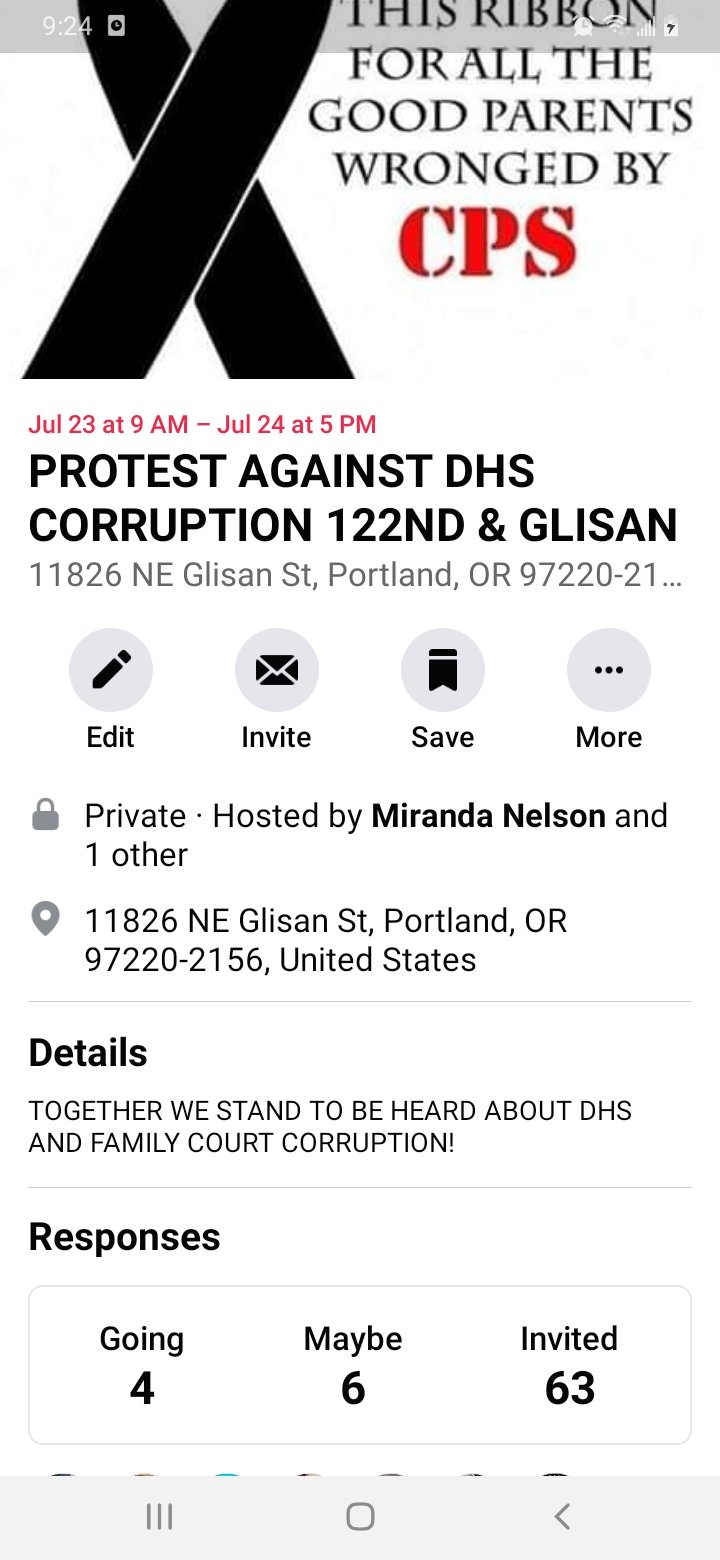 9:24
THIS RIBBON
FOR ALL THE
GOOD PARENTS
WRONGED BY
CPS
Jul 23 at 9 AM – Jul 24 at 5 PM
PROTEST AGAINST DHS
CORRUPTION 122ND & GLISAN
11826 NE Glisan St, Portland, OR 97220-21...
Edit Invite Save More
Private · Hosted by Miranda Nelson and
1 other
11826 NE Glisan St, Portland, OR
97220-2156, United States
Details
TOGETHER WE STAND TO BE HEARD ABOUT DHS
AND FAMILY COURT CORRUPTION!
Responses
Going Maybe Invited
4 6 63